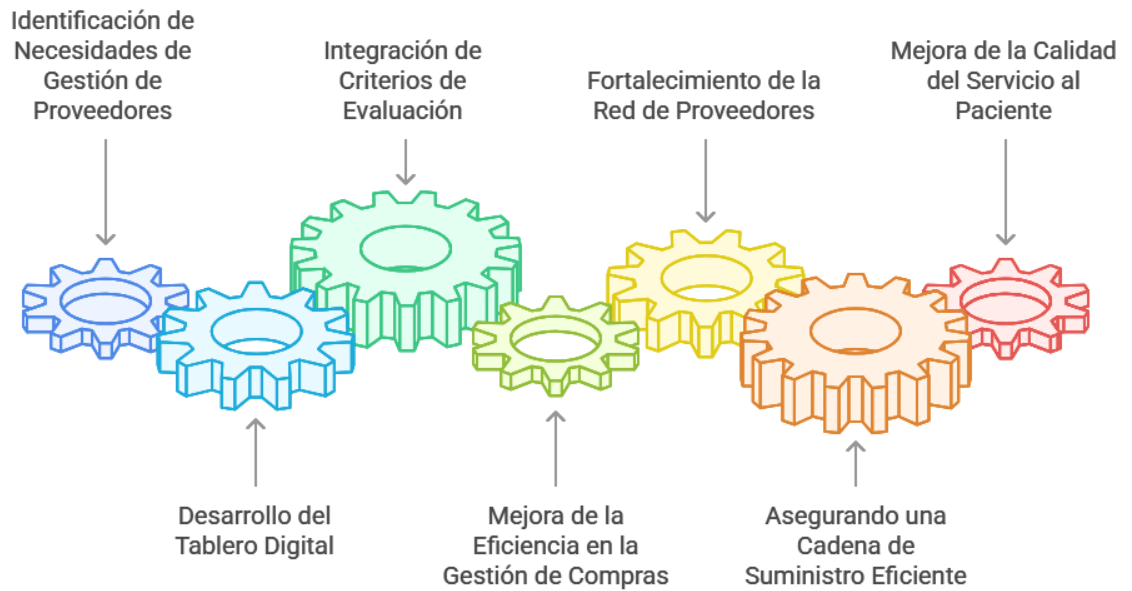 Identificación de
Necesidades de
Gestión de
Proveedores
Integración de
Criterios de
Evaluación
Fortalecimiento de la
Red de Proveedores
Mejora de la Calidad
del Servicio al
Paciente
Desarrollo del
Tablero Digital
Mejora de la
Eficiencia en la
Gestión de Compras
Asegurando una
Cadena de
Suministro Eficiente